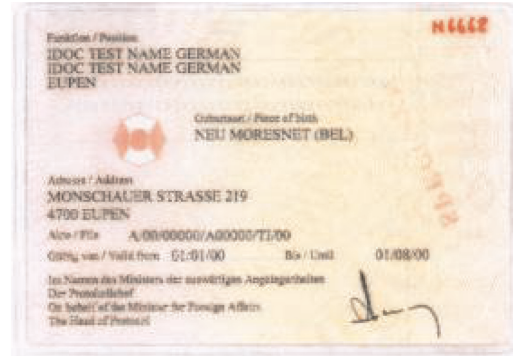 N6668
Funktion / Position
IDOC TEST NAME GERMAN
IDOC TEST NAME GERMAN
EUPEN
Geburtsort / Place of birth
NEU MORESNET (BEL)
Adresse / Address
MONSCHAUER STRASSE 219
4700 EUPEN
Akte / File A/00/00000/A00000/TI/00
Gültig von / Valid from 01/01/00 Bis / Until 01/08/00
Im Namen des Ministers der auswärtigen Angelegenheiten
Der Protokollchef
On behalf of the Minister for Foreign Affairs
The Head of Protocol